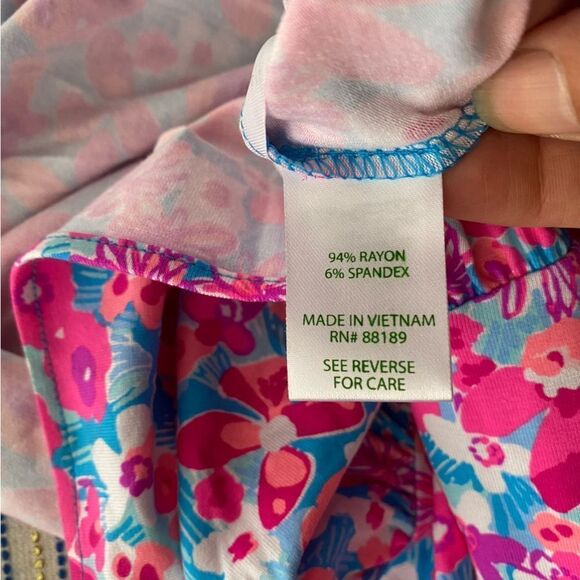 94% RAYON
6% SPANDEX
MADE IN VIETNAM
RN# 88189
SEE REVERSE
FOR CARE